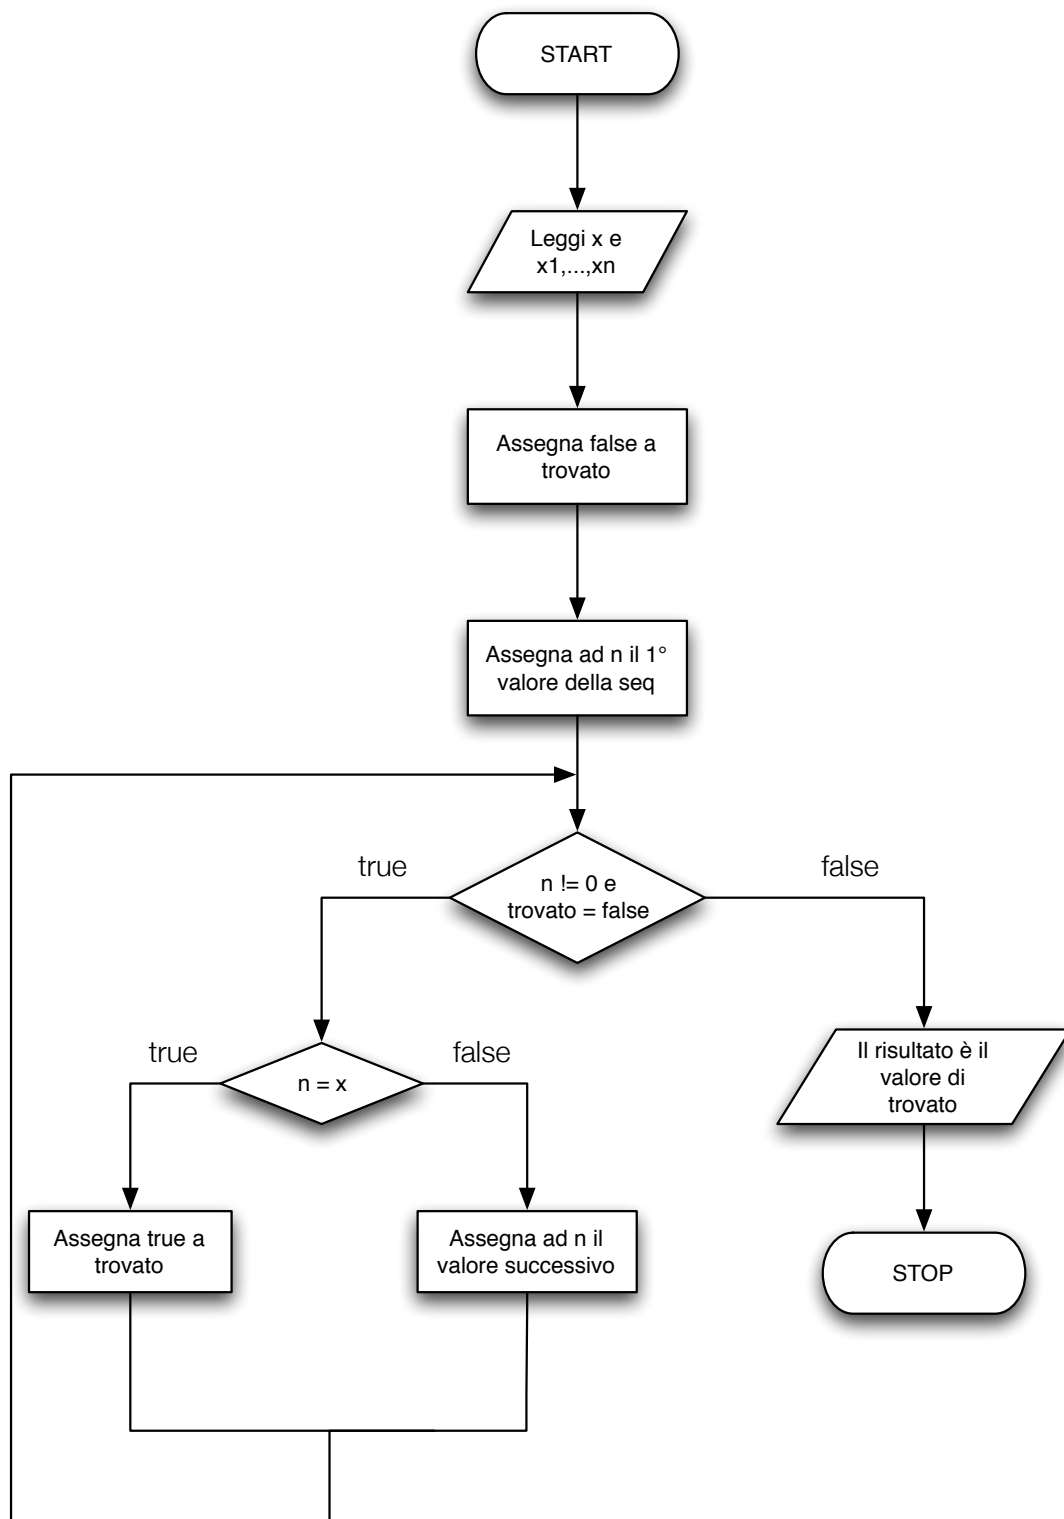 START
Leggi x e
x1,...,xn
Assegna false a
trovato
Assegna ad n il 1°
valore della seq
true
false
n != 0 e
trovato = false
true
false
n = x
Il risultato è il
valore di
trovato
Assegna true a
trovato
Assegna ad n il
valore successivo
STOP